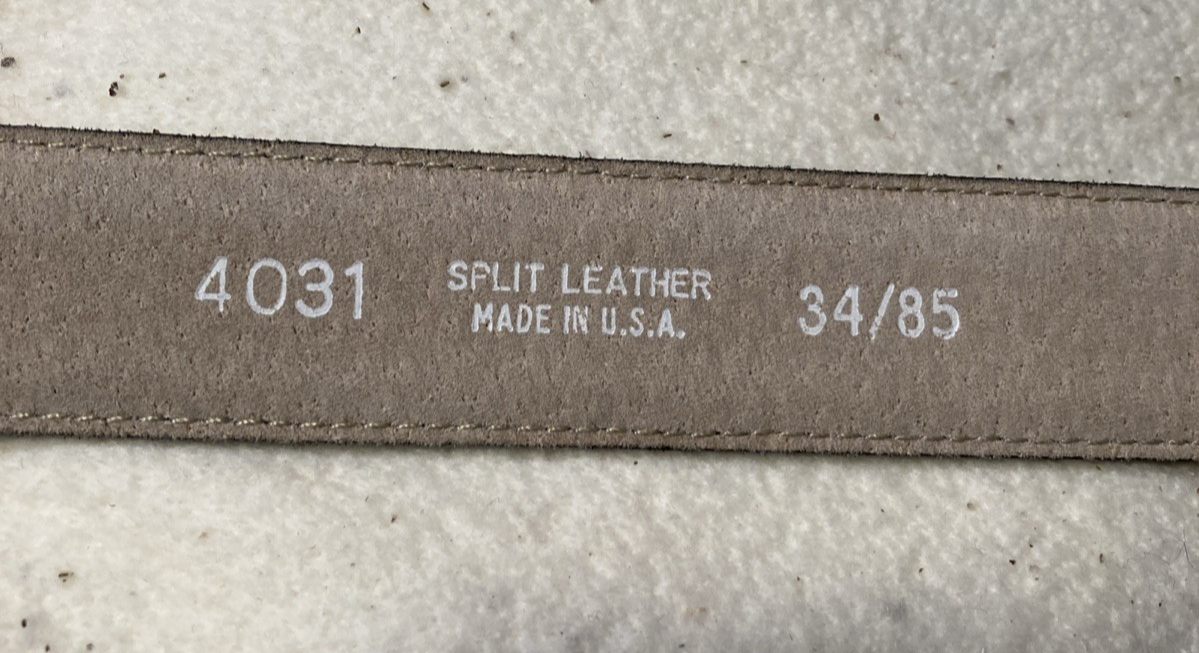 4031
SPLIT LEATHER
MADE IN U.S.A.
34/85